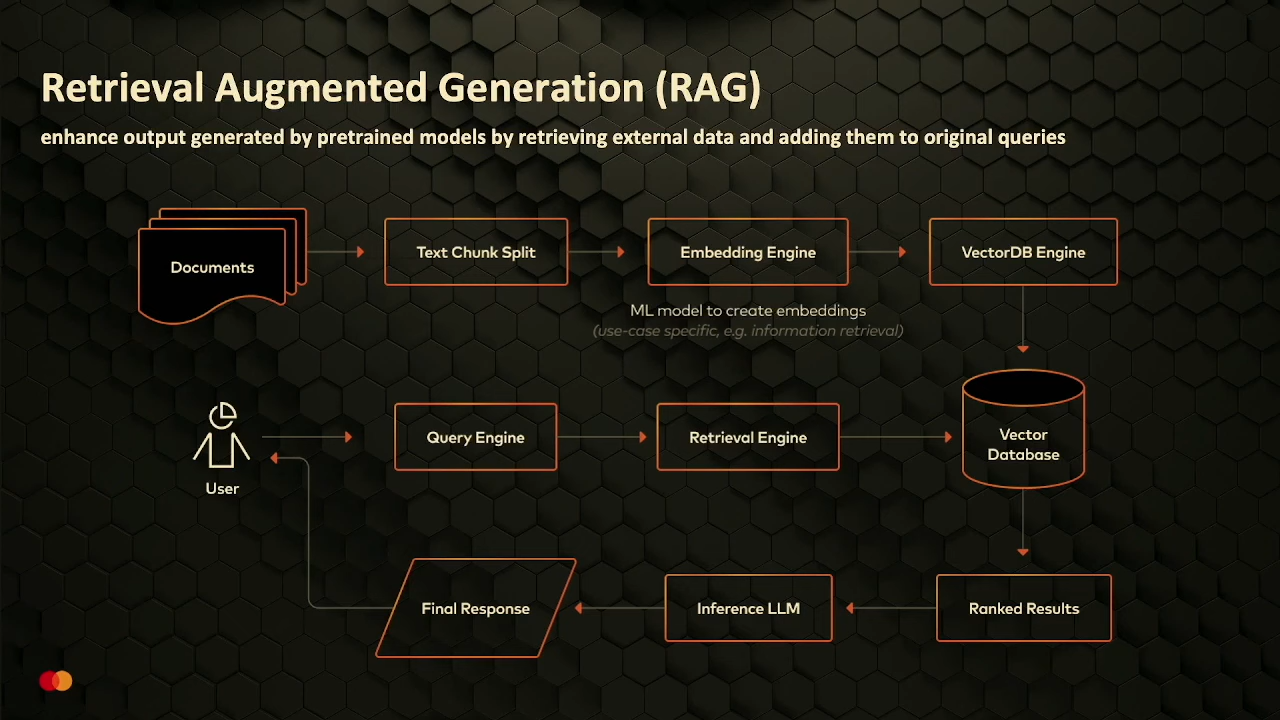 Retrieval Augmented Generation (RAG)
enhance output generated by pretrained models by retrieving external data and adding them to original queries
Documents
Text Chunk Split
Embedding Engine
VectorDB Engine
ML model to create embeddings
(use-case specific, e.g. information retrieval)
User
Query Engine
Retrieval Engine
Vector
Database
Final Response
Inference LLM
Ranked Results